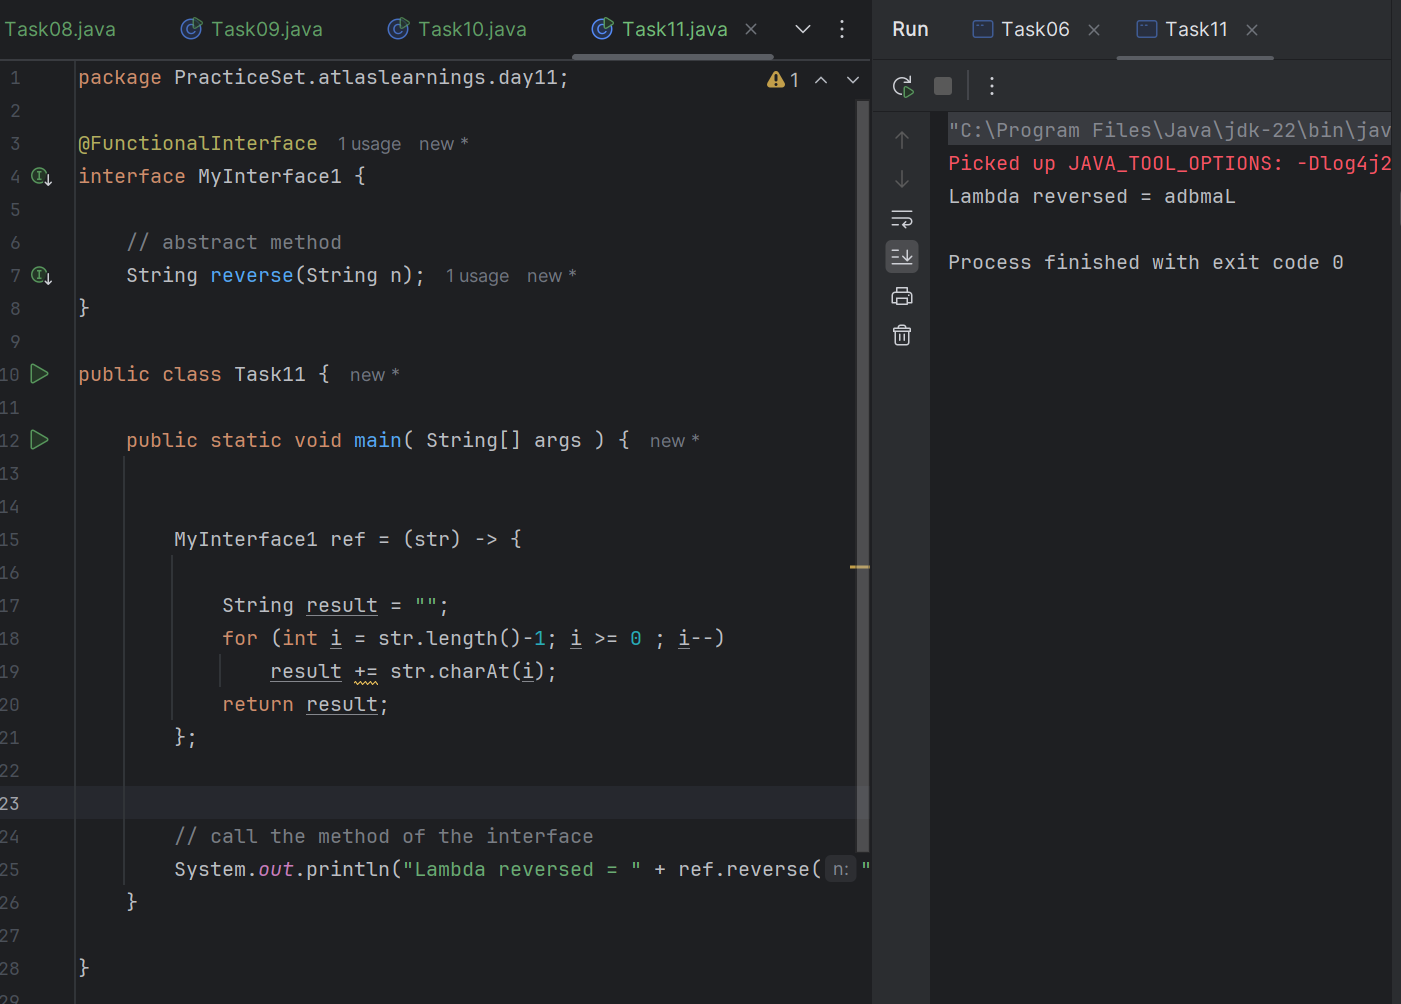 Task08.java Task09.java Task10.java Task11.java
Run Task06 Task11
1 package PracticeSet.atlaslearnings.day11; 1
2
3 @FunctionalInterface 1 usage new *
4 interface MyInterface1 {
5
6 // abstract method
7 String reverse(String n); 1 usage new *
8 }
9
10 public class Task11 { new *
11
12 public static void main( String[] args ) { new *
13
14
15 MyInterface1 ref = (str) -> {
16
17 String result = "";
18 for (int i = str.length()-1; i >= 0 ; i--)
19 result += str.charAt(i);
20 return result;
21 };
22
23
24 // call the method of the interface
25 System.out.println("Lambda reversed = " + ref.reverse( n: "
26 }
27
28 }
29
"C:\Program Files\Java\jdk-22\bin\jav
Picked up JAVA_TOOL_OPTIONS: -Dlog4j2
Lambda reversed = adbmaL
Process finished with exit code 0